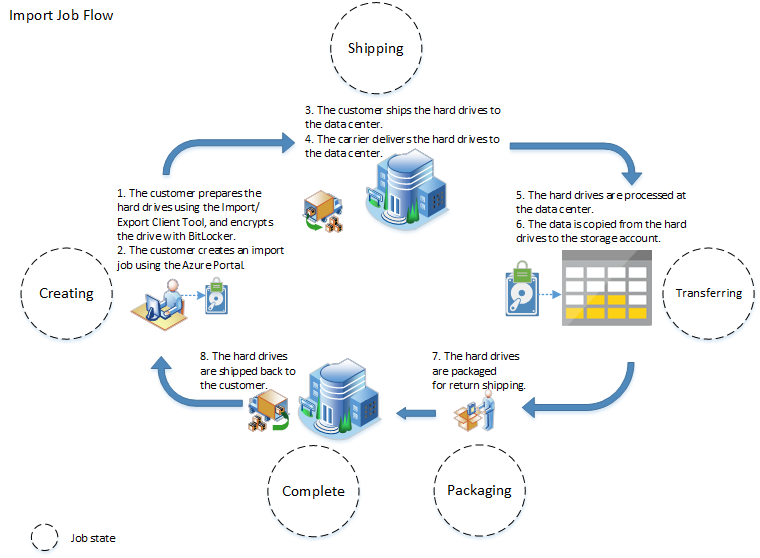 Import Job Flow
Shipping
3. The customer ships the hard drives to
the data center.
4. The carrier delivers the hard drives to
the data center.
1. The customer prepares the
hard drives using the Import/
Export Client Tool, and encrypts
the drive with BitLocker.
2. The customer creates an import
job using the Azure Portal.
5. The hard drives are processed at
the data center.
6. The data is copied from the hard
drives to the storage account.
Creating
Transferring
8. The hard drives
are shipped back to
the customer.
7. The hard drives
are packaged
for return shipping.
Complete
Packaging
Job state